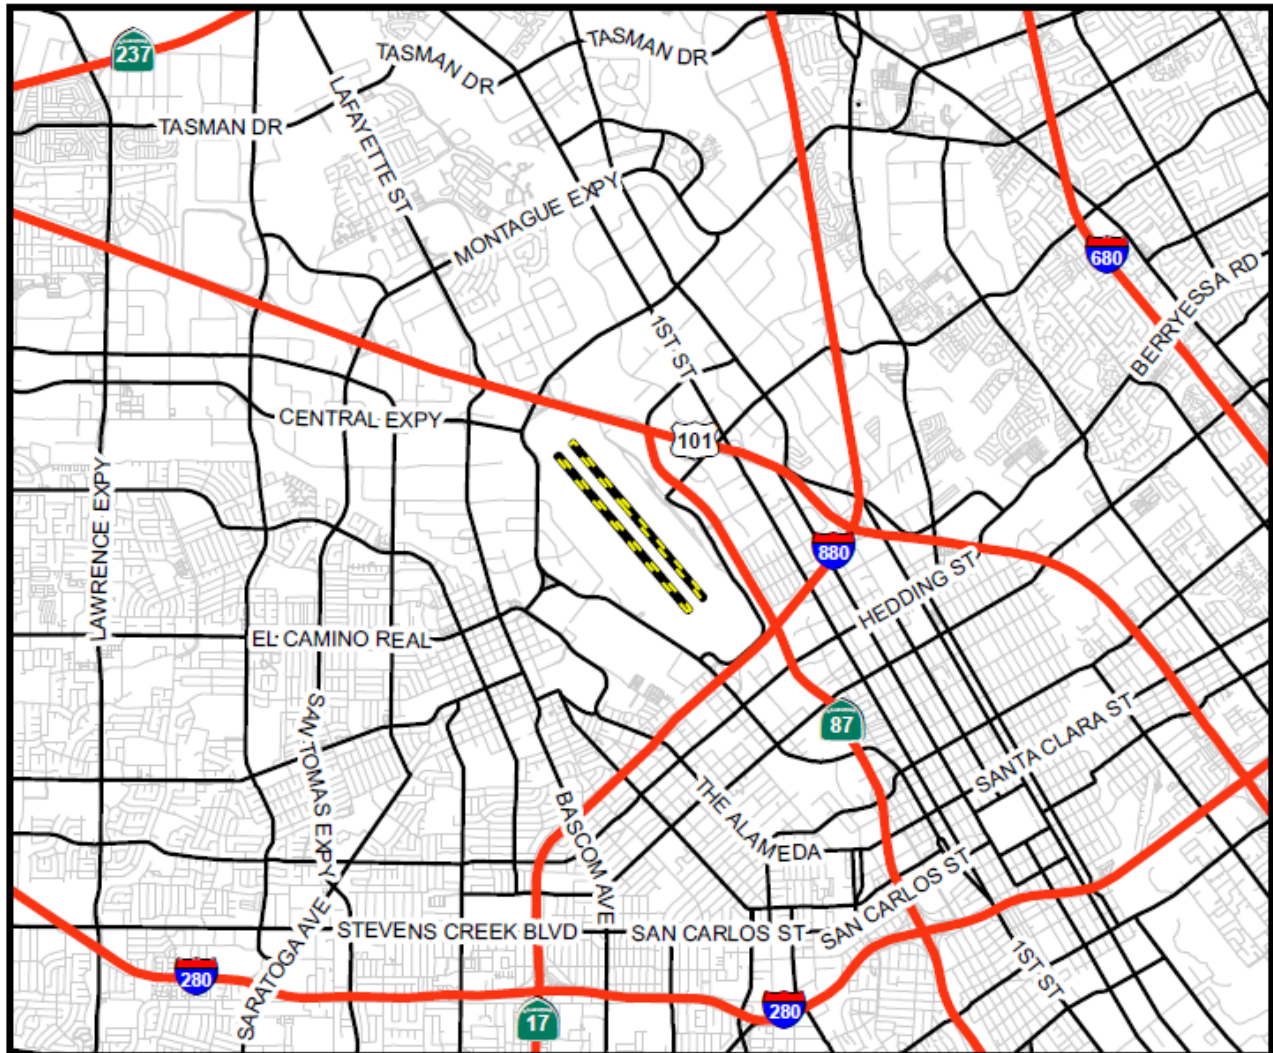 237
TASMAN DR
TASMAN DR
TASMAN DR
LAFAYETTE ST
MONTAGUE EXPY
680
BERRYESSA RD
1ST ST
CENTRAL EXPY
101
LAWRENCE EXPY
880
HEDDING ST
EL CAMINO REAL
SAN TOMAS EXPY
87
SANTA CLARA ST
THE ALAMEDA
BASCOM AVE
SAN CARLOS ST
SARATOGA AVE
STEVENS CREEK BLVD
SAN CARLOS ST
1ST ST
280
280
17